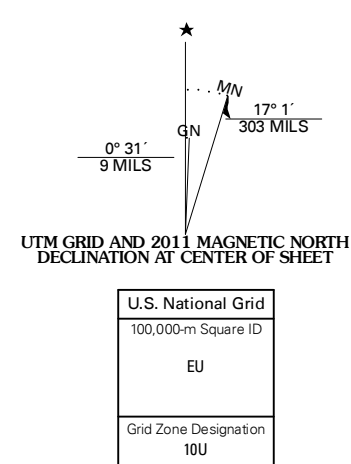 MN
GN
17° 1´
303 MILS
0° 31´
9 MILS
UTM GRID AND 2011 MAGNETIC NORTH
DECLINATION AT CENTER OF SHEET
U.S. National Grid
100,000-m Square ID
EU
Grid Zone Designation
10U